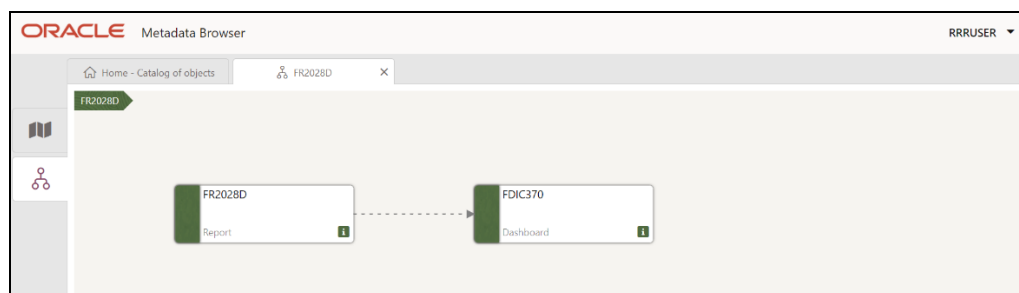 ORACLE Metadata Browser RRRUSER
Home - Catalog of objects FR2028D
FR2028D
FR2028D FDIC370
Report i Dashboard i